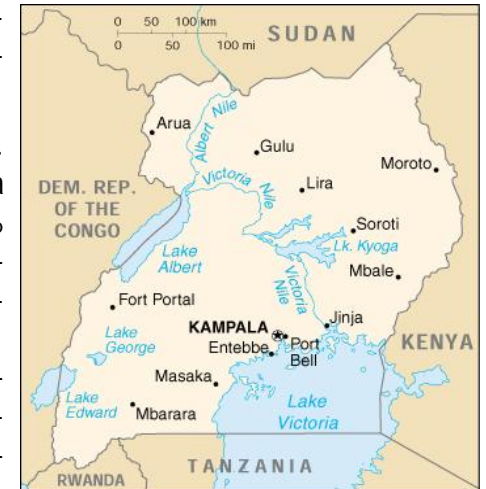 0 50 100 km
0 50 100 mi
SUDAN
Albert Nile
Arua
Gulu
Moroto
Victoria Nile
Lira
DEM. REP.
OF THE
CONGO
Soroti
Lk. Kyoga
Lake
Albert
Mbale
Victoria
Nile
Fort Portal
Jinja
KAMPALA
Port
Bell
Entebbe
KENYA
Lake
George
Masaka
Lake
Edward
Mbarara
Lake
Victoria
TANZANIA
RWANDA